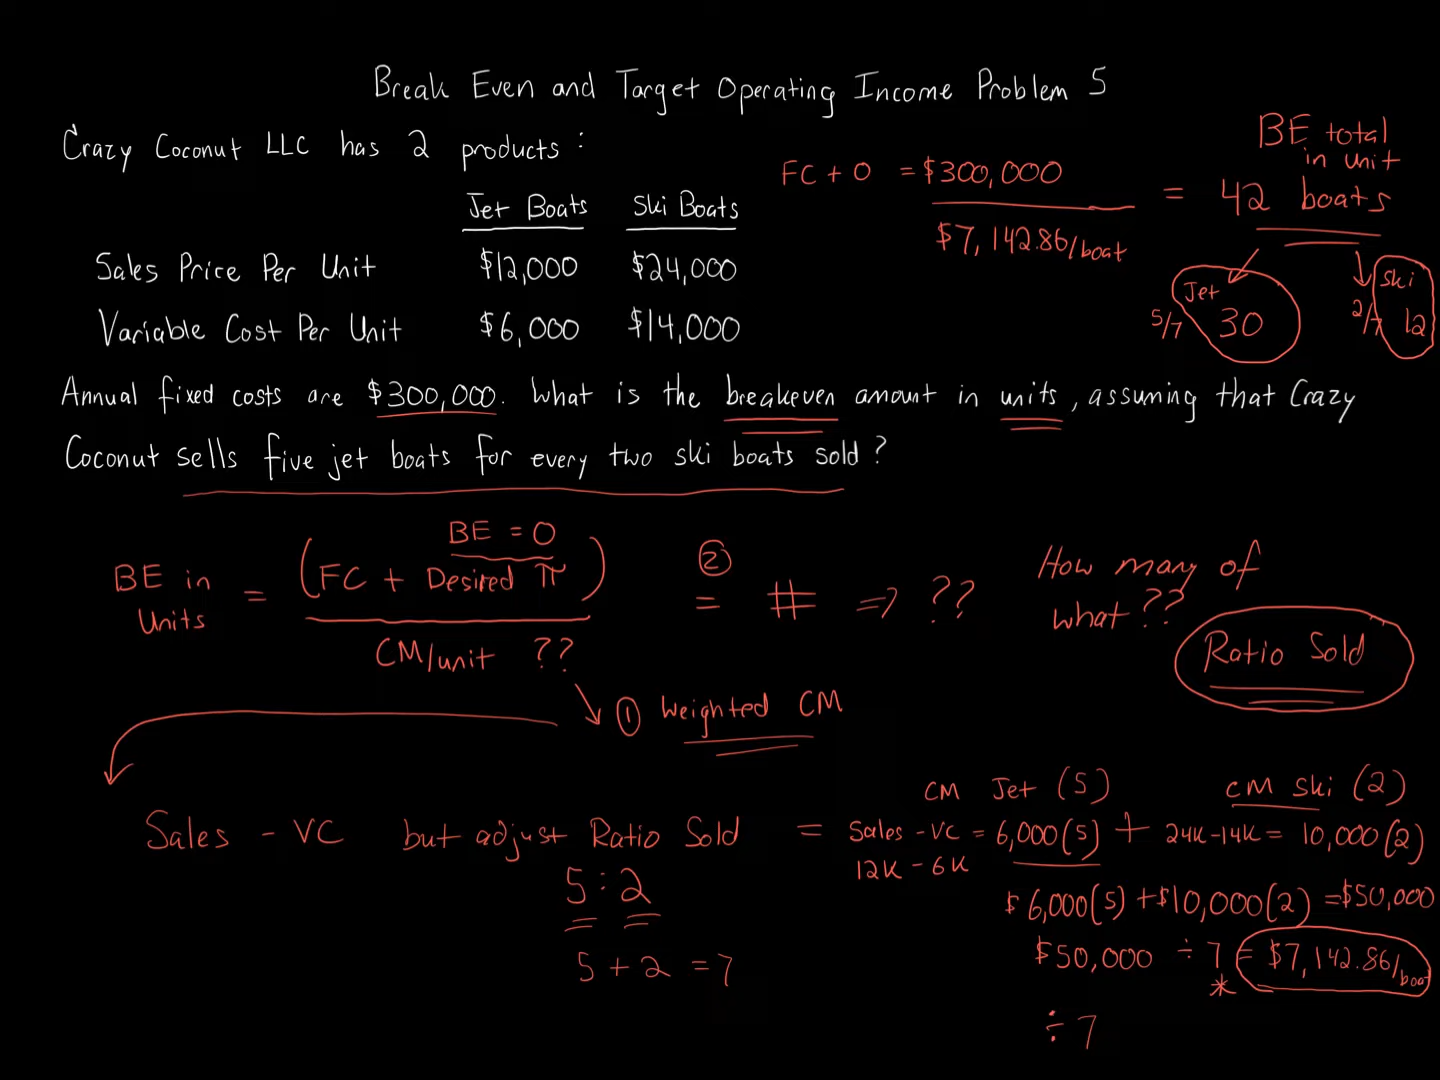 Break Even and Target Operating Income Problem 5
Crazy Coconut LLC has 2 products:
Jet Boats Ski Boats
Sales Price Per Unit $12,000 $24,000
Variable Cost Per Unit $6,000 $14,000
FC + 0 = $300,000
$7,142.86/boat
= 42 boats
BE total
in unit
Jet
5/7 30
Ski
2/7 12
Annual fixed costs are $300,000. What is the breakeven amount in units, assuming that Crazy
Coconut sells five jet boats for every two ski boats sold?
BE = 0
BE in
Units
= (FC + Desired π)
CM/unit ??
②
= # => ??
How many of
what??
Ratio Sold
① Weighted CM
Sales - VC but adjust Ratio Sold =
5:2
5 + 2 = 7
CM Jet (5) CM Ski (2)
Sales - VC = 6,000(5) + 24K-14K = 10,000(2)
12K - 6K
$6,000(5) + $10,000(2) = $50,000
$50,000 ÷ 7 = $7,142.86/boat
*
÷ 7